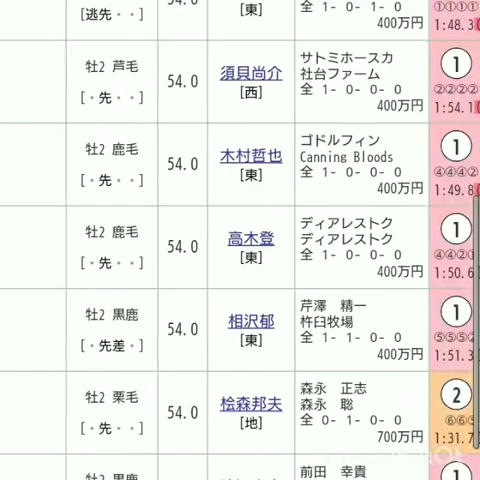 54.0
[逃先・・]
[東]
全 1- 0- 1- 0
400万円
①①①①
1:48.3
牡2 芦毛
[・先・・]
54.0
須貝尚介
[西]
サトミホースカ
社台ファーム
全 1- 0- 0- 0
400万円
1
②②②②
1:54.1
牡2 鹿毛
[・先・・]
54.0
木村哲也
[東]
ゴドルフィン
Canning Bloods
全 1- 0- 0- 0
400万円
1
④④④②
1:49.8
牡2 鹿毛
[・先・・]
54.0
高木登
[東]
ディアレストク
ディアレストク
全 1- 0- 0- 0
400万円
1
④④②①
1:50.6
牡2 黒鹿
[・先差・]
54.0
相沢郁
[東]
芹澤 精一
杵臼牧場
全 1- 1- 0- 0
400万円
1
⑤⑤⑤②
1:51.3
牡2 栗毛
[・先・・]
54.0
桧森邦夫
[地]
森永 正志
森永 聡
全 0- 1- 0- 0
700万円
2
⑥⑥⑤
1:31.7
牡2 黒鹿
前田 幸貴
1